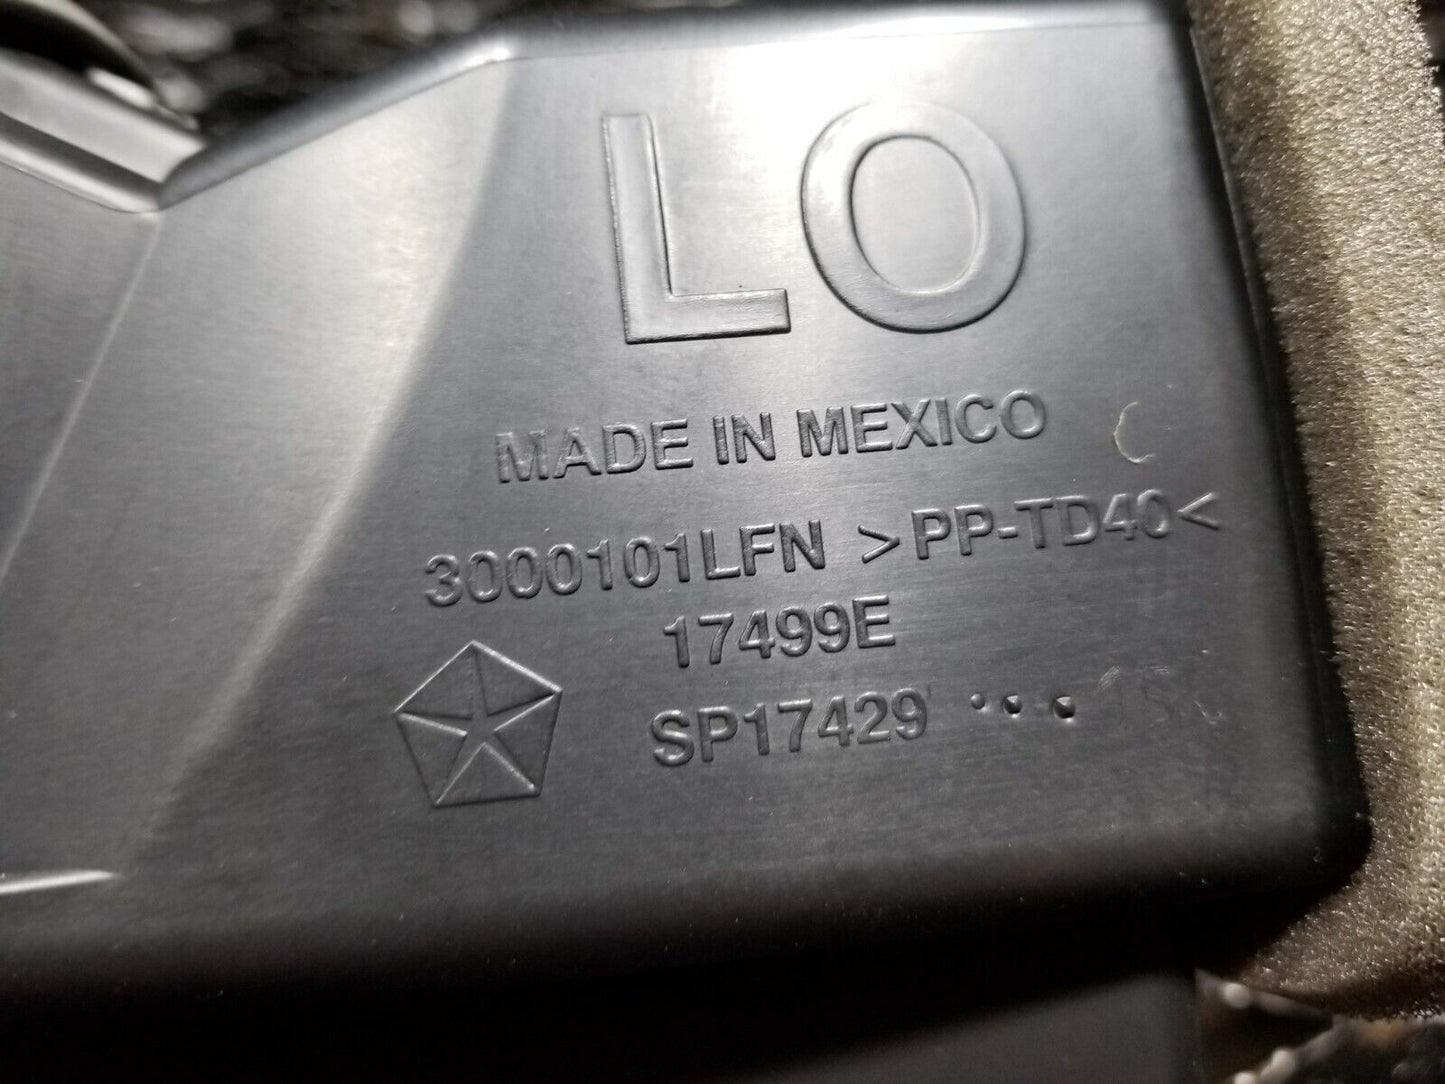 LO
MADE IN MEXICO
3000101LFN >PP-TD40<
17499E
SP17429